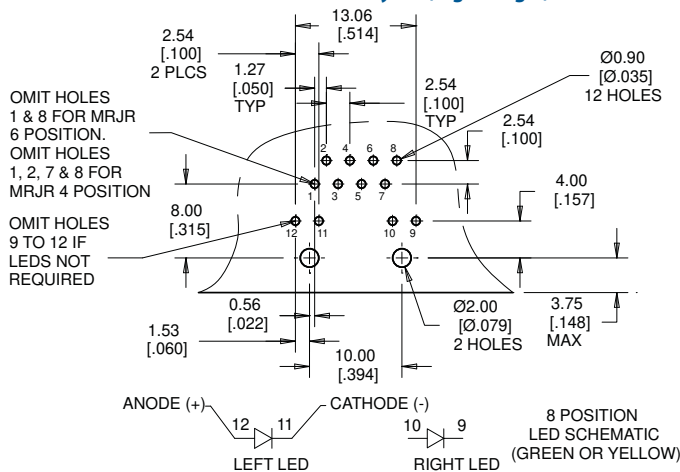 13.06
[.514]
2.54
[.100]
2 PLCS
1.27
[.050]
TYP
2.54
[.100]
TYP
Ø0.90
[Ø.035]
12 HOLES
OMIT HOLES
1 & 8 FOR MRJR
6 POSITION.
OMIT HOLES
1, 2, 7 & 8 FOR
MRJR 4 POSITION
2.54
[.100]
2 4 6 8
1 3 5 7
4.00
[.157]
8.00
[.315]
OMIT HOLES
9 TO 12 IF
LEDS NOT
REQUIRED
12 11 10 9
0.56
[.022]
1.53
[.060]
10.00
[.394]
Ø2.00
[Ø.079]
2 HOLES
3.75
[.148]
MAX
ANODE (+)
CATHODE (-)
12 11
LEFT LED
10 9
RIGHT LED
8 POSITION
LED SCHEMATIC
(GREEN OR YELLOW)